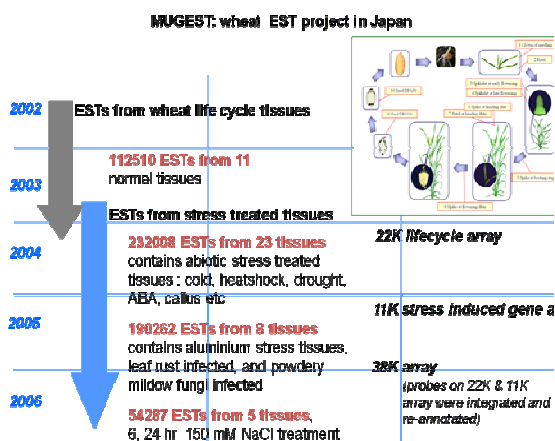 MUGEST: wheat EST project in Japan
2002
ESTs from wheat life cycle tissues
112510 ESTs from 11
normal tissues
2003
ESTs from stress treated tissues
232008 ESTs from 23 tissues
22K lifecycle array
2004
contains abiotic stress treated
tissues : cold, heatshock, drought,
ABA, callus etc
11K stress induced gene a
2005
190262 ESTs from 8 tissues
contains aluminium stress tissues,
leaf rust infected, and powdery
mildow fungi infected
38K array
(probes on 22K & 11K
array were integrated and
re-annotated)
2006
54287 ESTs from 5 tissues,
6, 24 hr 150 mM NaCl treatment